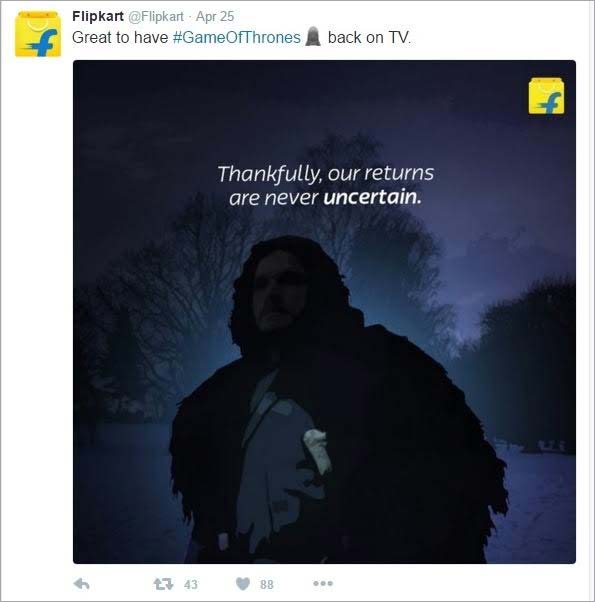 Flipkart @Flipkart · Apr 25
Great to have #GameOfThrones back on TV.
Thankfully, our returns
are never uncertain.
43 88